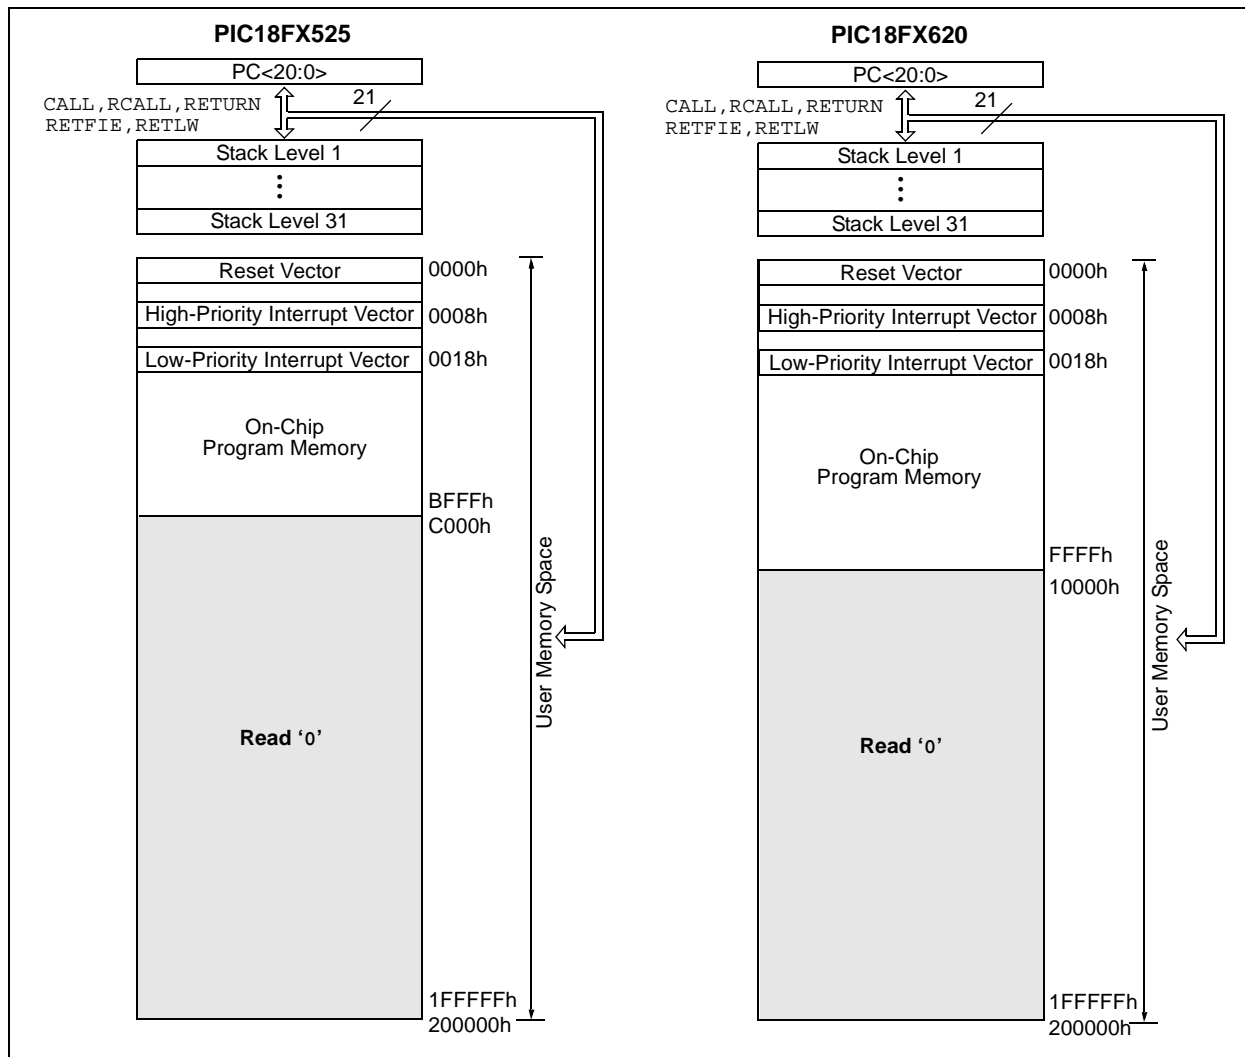 PIC18FX525
PC<20:0>
CALL,RCALL,RETURN
RETFIE,RETLW
21
Stack Level 1
Stack Level 31
Reset Vector
0000h
High-Priority Interrupt Vector
0008h
Low-Priority Interrupt Vector
0018h
On-Chip
Program Memory
BFFFh
C000h
Read ‘0’
1FFFFFh
200000h
User Memory Space
PIC18FX620
PC<20:0>
CALL,RCALL,RETURN
RETFIE,RETLW
21
Stack Level 1
Stack Level 31
Reset Vector
0000h
High-Priority Interrupt Vector
0008h
Low-Priority Interrupt Vector
0018h
On-Chip
Program Memory
FFFFh
10000h
Read ‘0’
1FFFFFh
200000h
User Memory Space